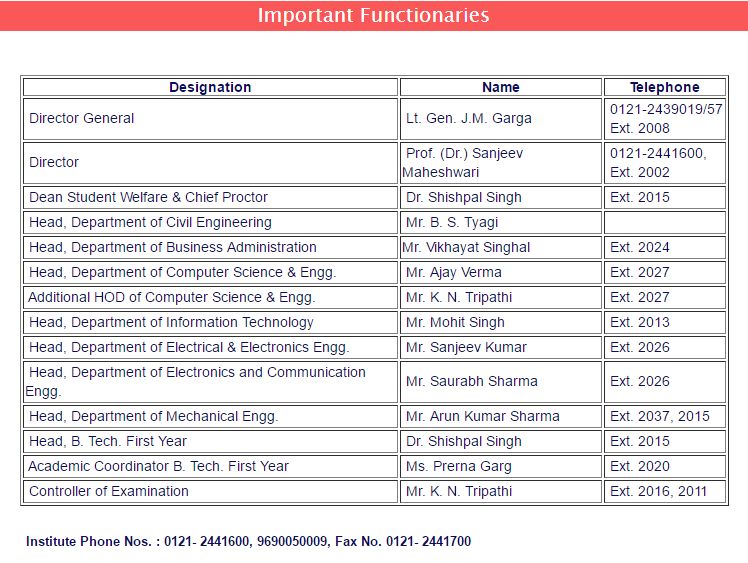 Important Functionaries
Designation Name Telephone
Director General Lt. Gen. J.M. Garga 0121-2439019/57
Ext. 2008
Director Prof. (Dr.) Sanjeev
Maheshwari 0121-2441600,
Ext. 2002
Dean Student Welfare & Chief Proctor Dr. Shishpal Singh Ext. 2015
Head, Department of Civil Engineering Mr. B. S. Tyagi
Head, Department of Business Administration Mr. Vikhayat Singhal Ext. 2024
Head, Department of Computer Science & Engg. Mr. Ajay Verma Ext. 2027
Additional HOD of Computer Science & Engg. Mr. K. N. Tripathi Ext. 2027
Head, Department of Information Technology Mr. Mohit Singh Ext. 2013
Head, Department of Electrical & Electronics Engg. Mr. Sanjeev Kumar Ext. 2026
Head, Department of Electronics and Communication
Engg. Mr. Saurabh Sharma Ext. 2026
Head, Department of Mechanical Engg. Mr. Arun Kumar Sharma Ext. 2037, 2015
Head, B. Tech. First Year Dr. Shishpal Singh Ext. 2015
Academic Coordinator B. Tech. First Year Ms. Prerna Garg Ext. 2020
Controller of Examination Mr. K. N. Tripathi Ext. 2016, 2011
Institute Phone Nos. : 0121- 2441600, 9690050009, Fax No. 0121- 2441700